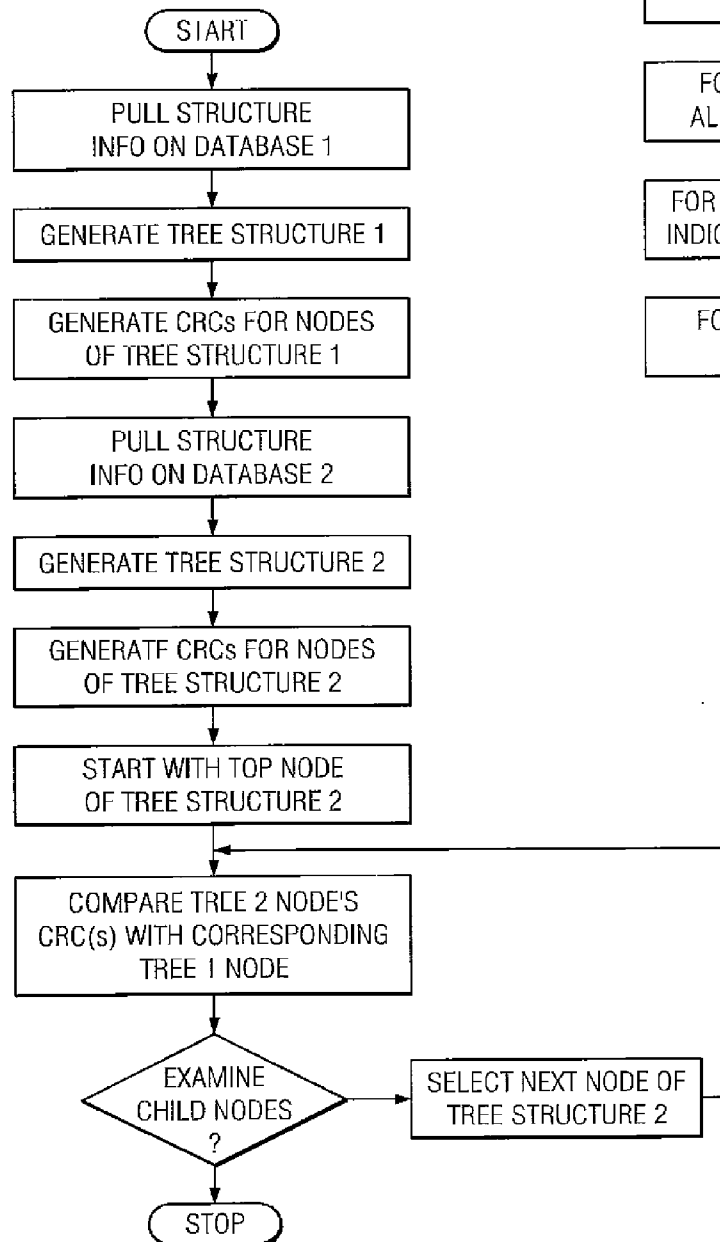 START
PULL STRUCTURE
INFO ON DATABASE 1
GENERATE TREE STRUCTURE 1
GENERATE CRCs FOR NODES
OF TREE STRUCTURE 1
PULL STRUCTURE
INFO ON DATABASE 2
GENERATE TREE STRUCTURE 2
GENERATE CRCs FOR NODES
OF TREE STRUCTURE 2
START WITH TOP NODE
OF TREE STRUCTURE 2
COMPARE TREE 2 NODE'S
CRC(s) WITH CORRESPONDING
TREE 1 NODE
EXAMINE
CHILD NODES
?
SELECT NEXT NODE OF
TREE STRUCTURE 2
STOP
FOR